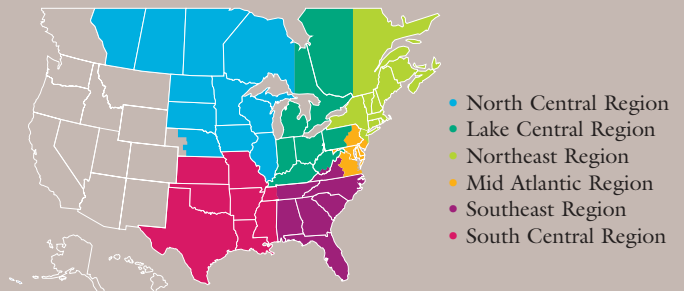 North Central Region
Lake Central Region
Northeast Region
Mid Atlantic Region
Southeast Region
South Central Region